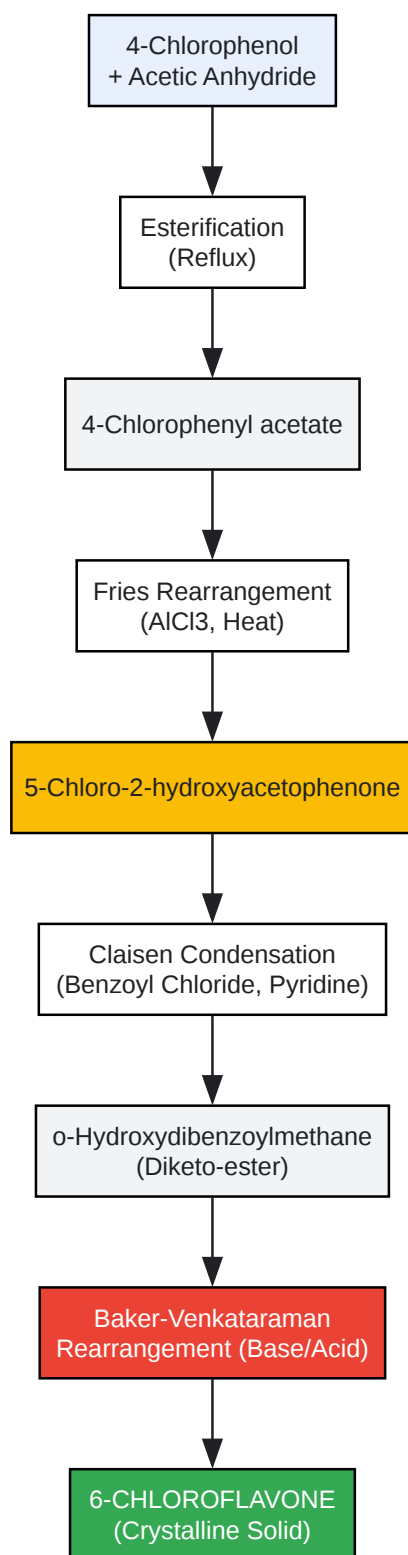 4-Chlorophenol
+ Acetic Anhydride
Esterification
(Reflux)
4-Chlorophenyl acetate
Fries Rearrangement
(AlCl3, Heat)
5-Chloro-2-hydroxyacetophenone
Claisen Condensation
(Benzoyl Chloride, Pyridine)
o-Hydroxydibenzoylmethane
(Diketo-ester)
Baker-Venkataraman
Rearrangement (Base/Acid)
6-CHLOROFLAVONE
(Crystalline Solid)